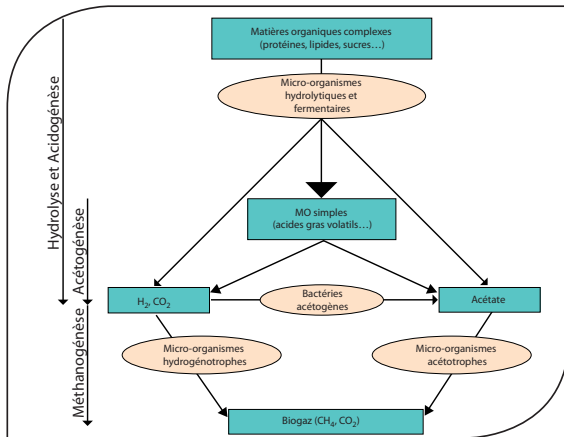 Matières organiques complexes
(protéines, lipides, sucres…)
Micro-organismes
hydrolytiques et
fermentaires
Hydrolyse et Acidogénèse
MO simples
(acides gras volatils…)
Acétogénèse
H₂, CO₂
Bactéries
acétogènes
Acétate
Méthanogénèse
Micro-organismes
hydrogénotrophes
Micro-organismes
acétotrophes
Biogaz (CH₄, CO₂)